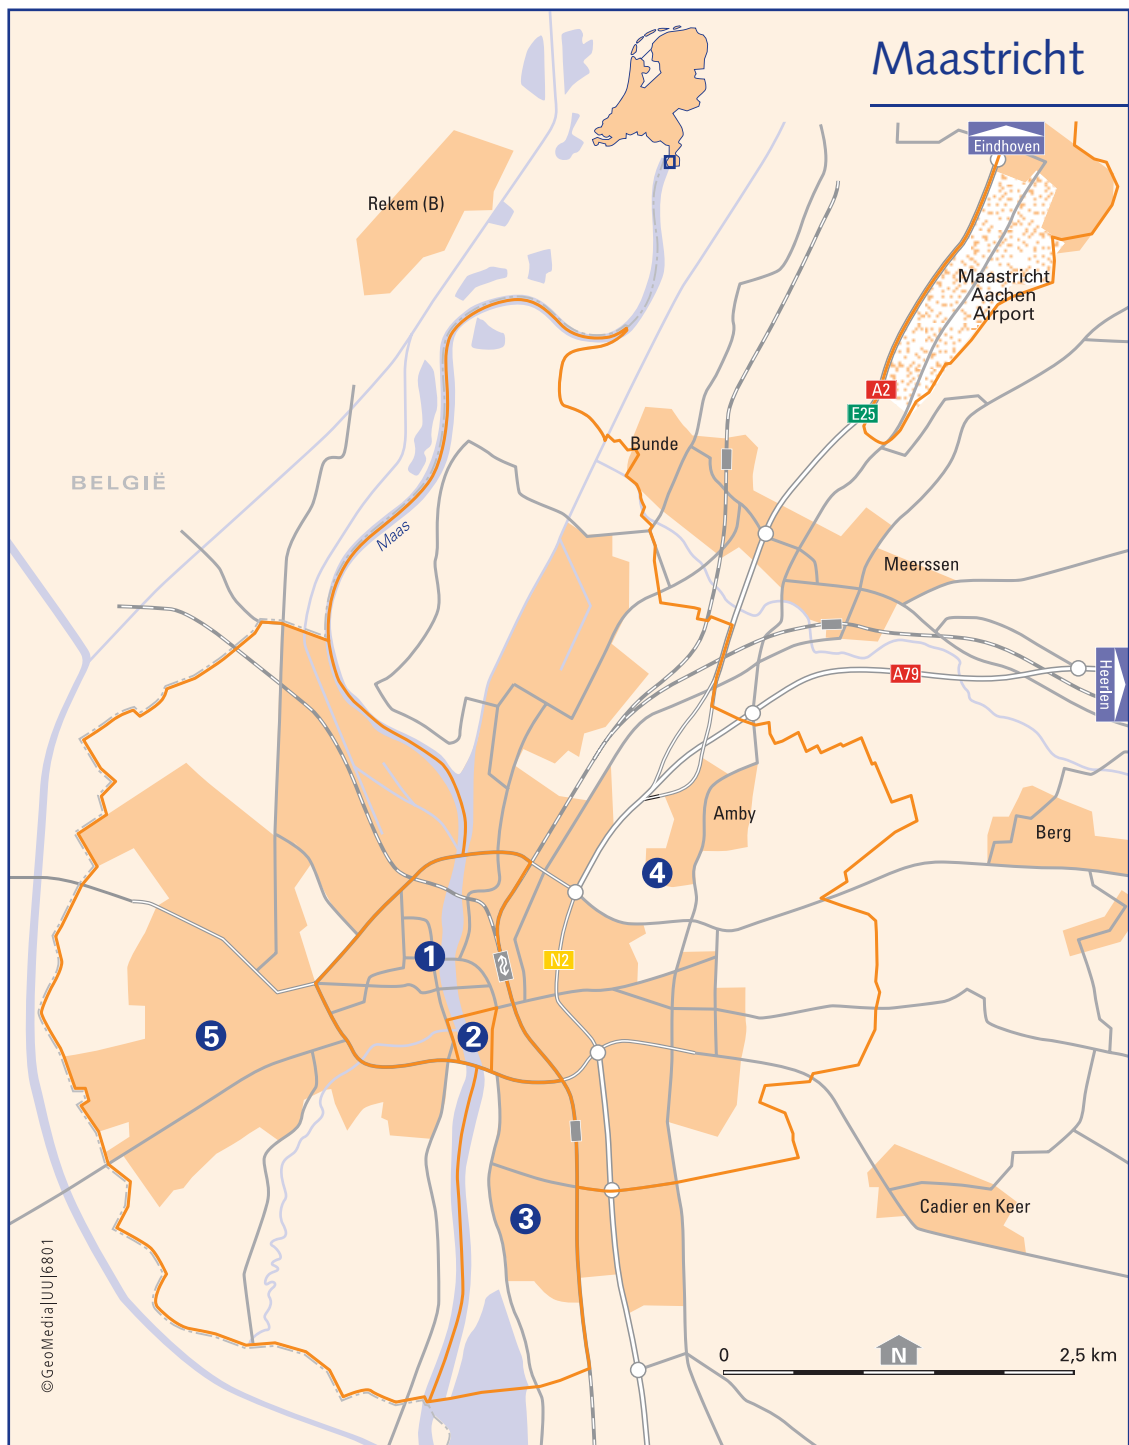 Maastricht
Eindhoven
Rekem (B)
Maastricht
Aachen
Airport
A2
E25
Bunde
BELGIË
Maas
Meerssen
A79
Heerlen
Amby
Berg
4
1
N2
5
2
3
Cadier en Keer
©GeoMedia|UU|6801
N
0 2,5 km